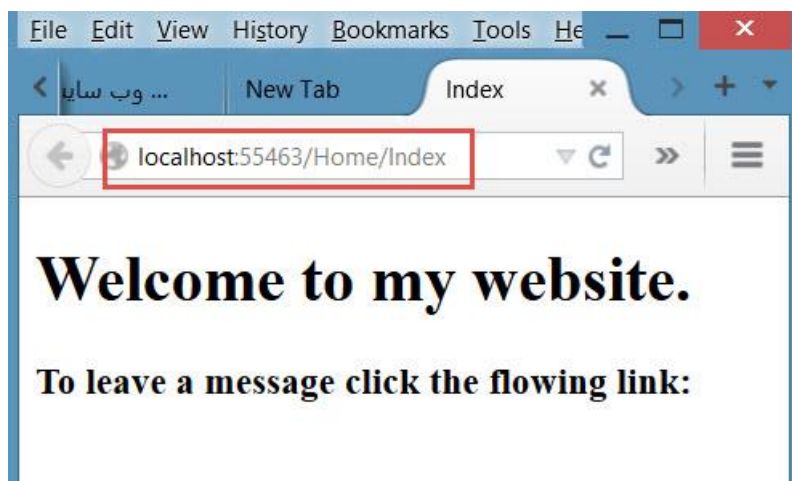 File Edit View History Bookmarks Tools He
وب سایت ... New Tab Index
localhost:55463/Home/Index
Welcome to my website.
To leave a message click the flowing link: